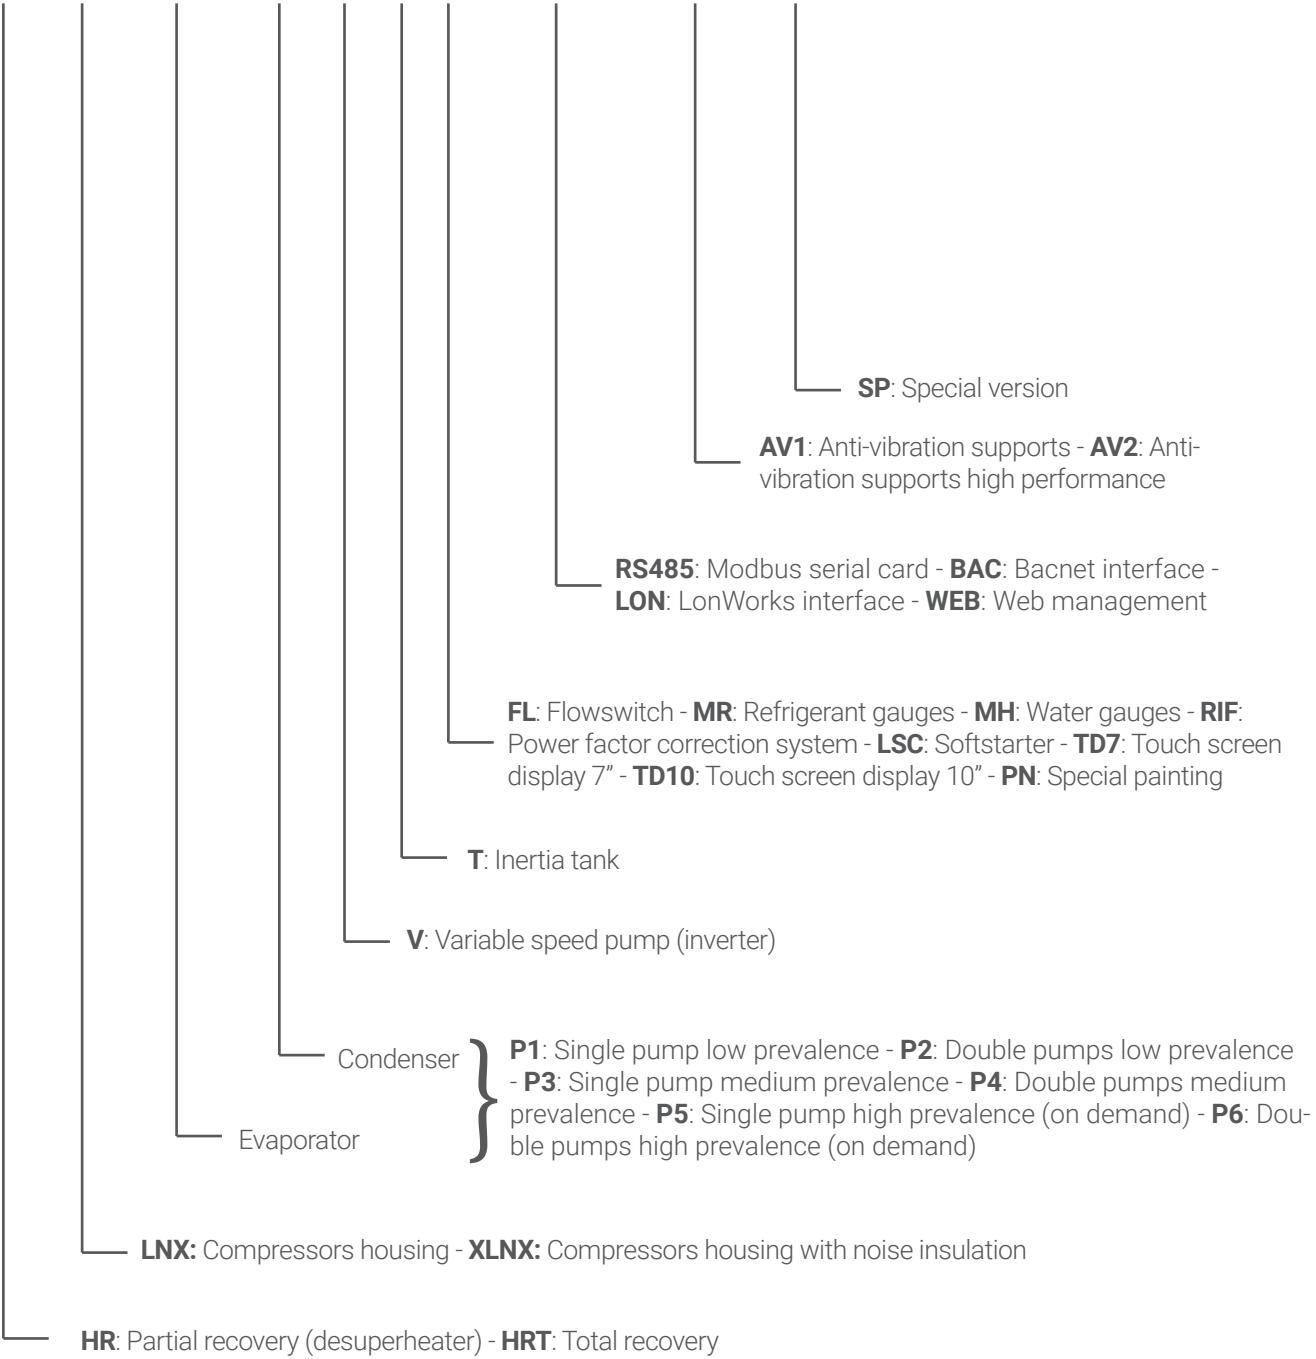 SP: Special version
AV1: Anti-vibration supports - AV2: Anti-
vibration supports high performance
RS485: Modbus serial card - BAC: Bacnet interface -
LON: LonWorks interface - WEB: Web management
FL: Flowswitch - MR: Refrigerant gauges - MH: Water gauges - RIF:
Power factor correction system - LSC: Softstarter - TD7: Touch screen
display 7” - TD10: Touch screen display 10” - PN: Special painting
T: Inertia tank
V: Variable speed pump (inverter)
Condenser
Evaporator
P1: Single pump low prevalence - P2: Double pumps low prevalence
- P3: Single pump medium prevalence - P4: Double pumps medium
prevalence - P5: Single pump high prevalence (on demand) - P6: Dou-
ble pumps high prevalence (on demand)
LNX: Compressors housing - XLNX: Compressors housing with noise insulation
HR: Partial recovery (desuperheater) - HRT: Total recovery